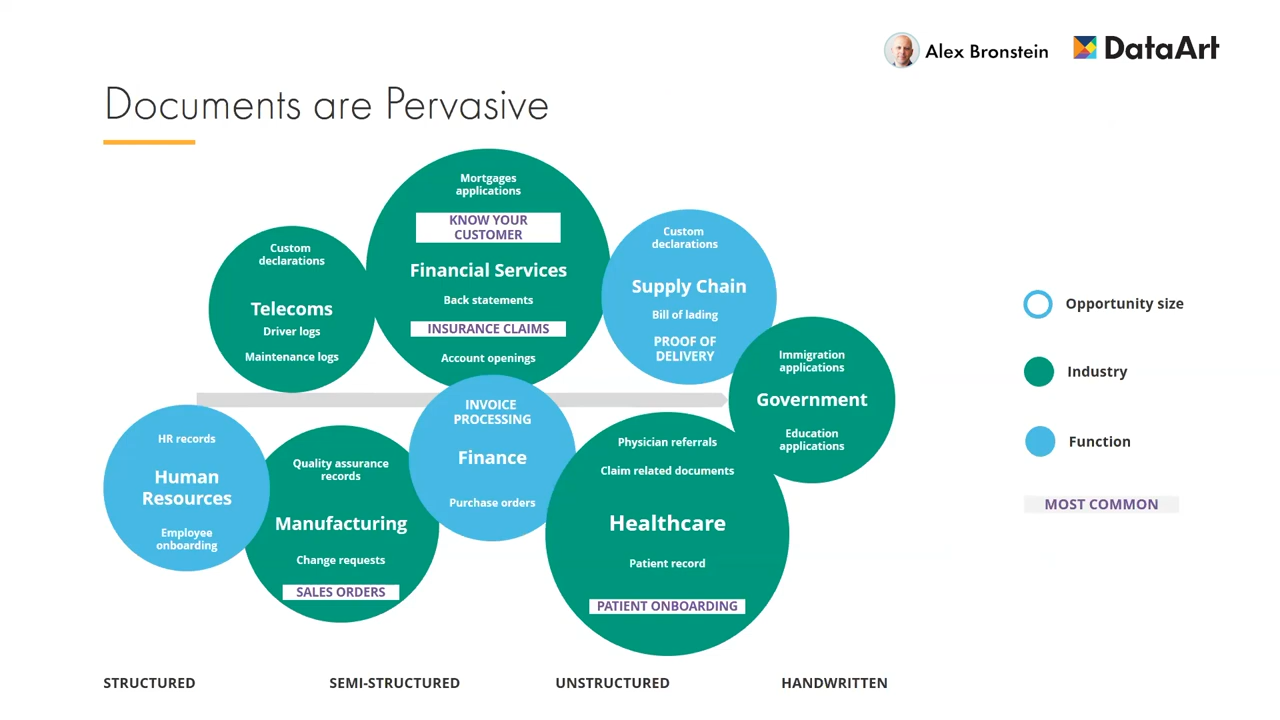 Alex Bronstein
DataArt
Documents are Pervasive
Mortgages
applications
KNOW YOUR
CUSTOMER
Financial Services
Back statements
INSURANCE CLAIMS
Account openings
Custom
declarations
Telecoms
Driver logs
Maintenance logs
Custom
declarations
Supply Chain
Bill of lading
PROOF OF
DELIVERY
Immigration
applications
Government
Education
applications
HR records
Human
Resources
Employee
onboarding
Quality assurance
records
Manufacturing
Change requests
SALES ORDERS
INVOICE
PROCESSING
Finance
Purchase orders
Physician referrals
Claim related documents
Healthcare
Patient record
PATIENT ONBOARDING
Opportunity size
Industry
Function
MOST COMMON
STRUCTURED
SEMI-STRUCTURED
UNSTRUCTURED
HANDWRITTEN